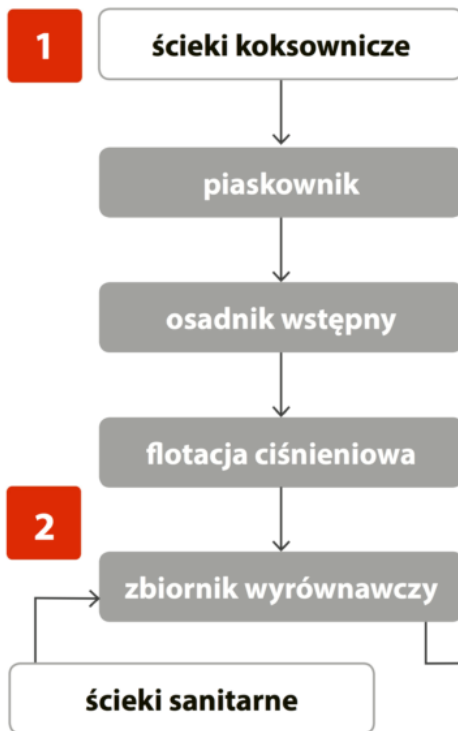 1
ścieki koksownicze
piaskownik
osadnik wstępny
flotacja ciśnieniowa
2
zbiornik wyrównawczy
ścieki sanitarne